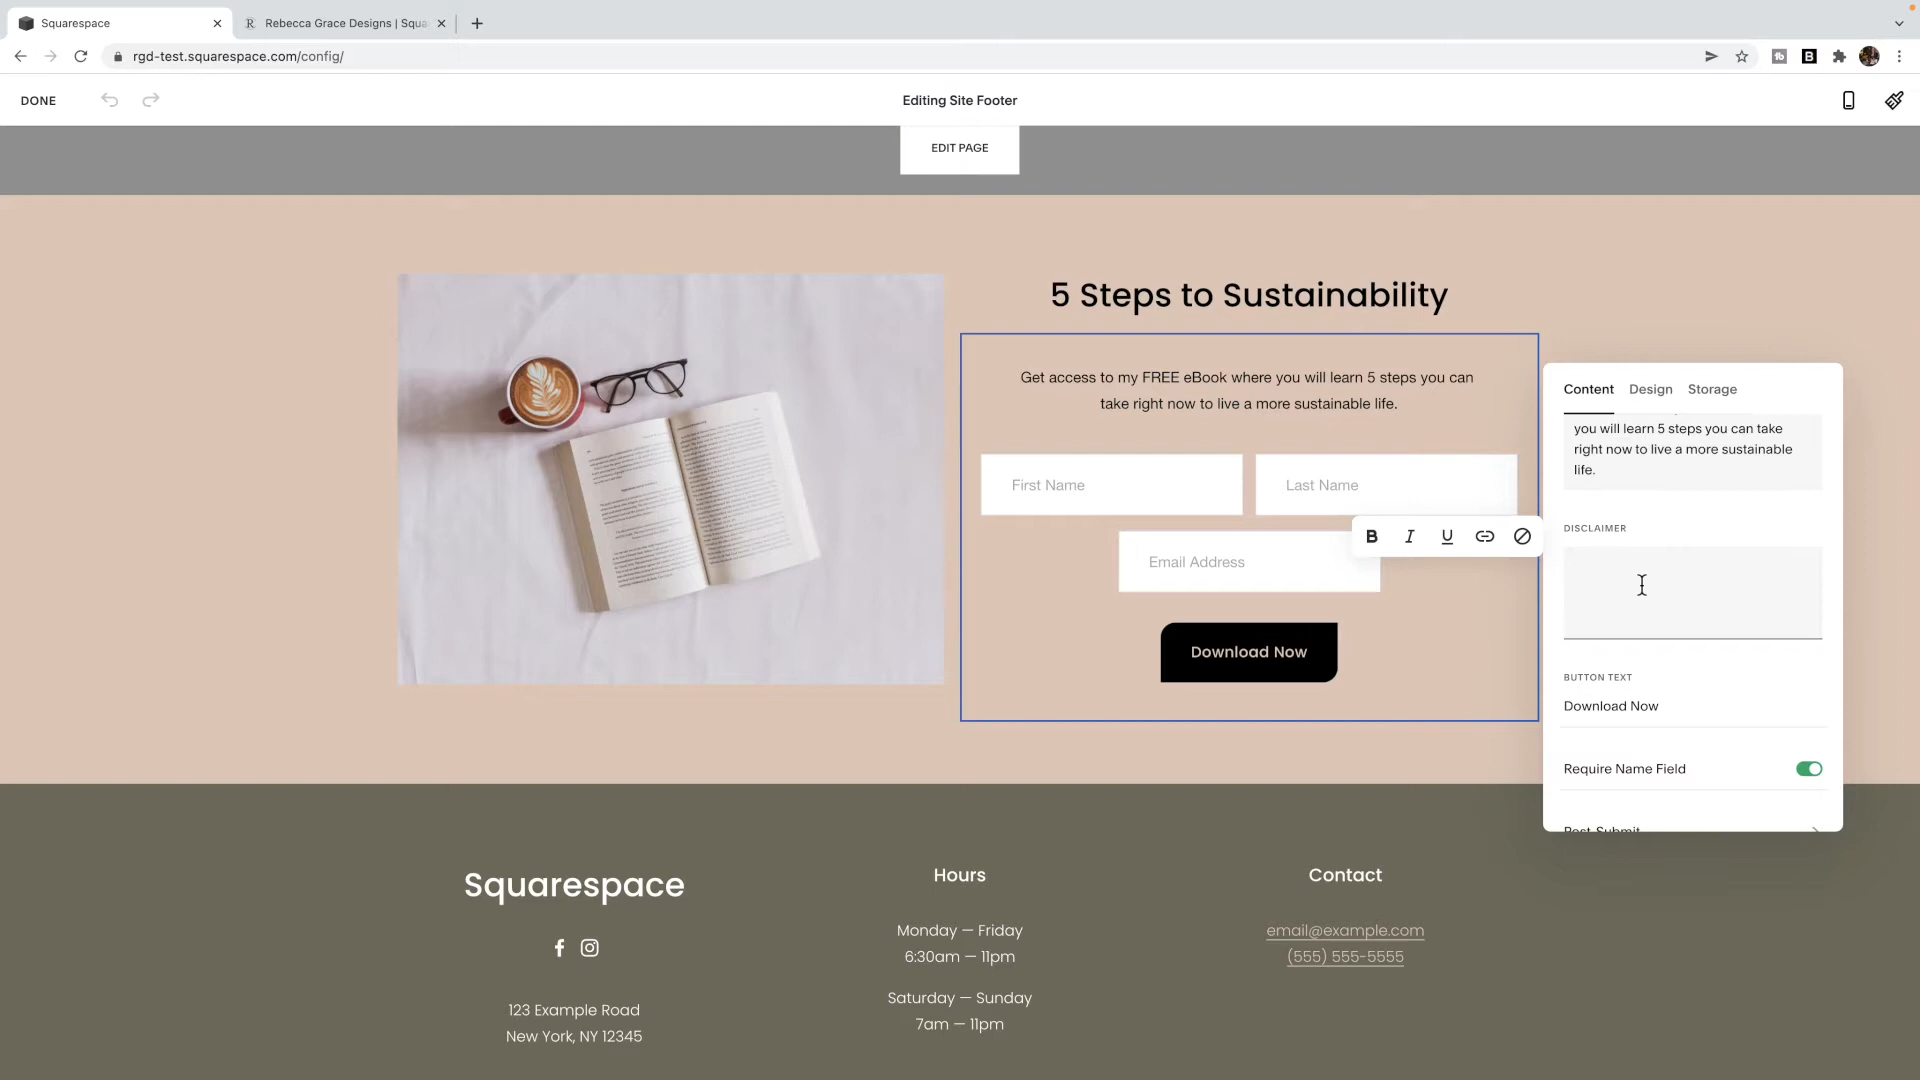 Squarespace
Rebecca Grace Designs | Squa
rgd-test.squarespace.com/config/
DONE
Editing Site Footer
EDIT PAGE
5 Steps to Sustainability
Get access to my FREE eBook where you will learn 5 steps you can
take right now to live a more sustainable life.
First Name
Last Name
Email Address
Download Now
B I U
Content Design Storage
you will learn 5 steps you can take
right now to live a more sustainable
life.
DISCLAIMER
BUTTON TEXT
Download Now
Require Name Field
Post-Submit
Squarespace
123 Example Road
New York, NY 12345
Hours
Monday — Friday
6:30am — 11pm
Saturday — Sunday
7am — 11pm
Contact
email@example.com
(555) 555-5555